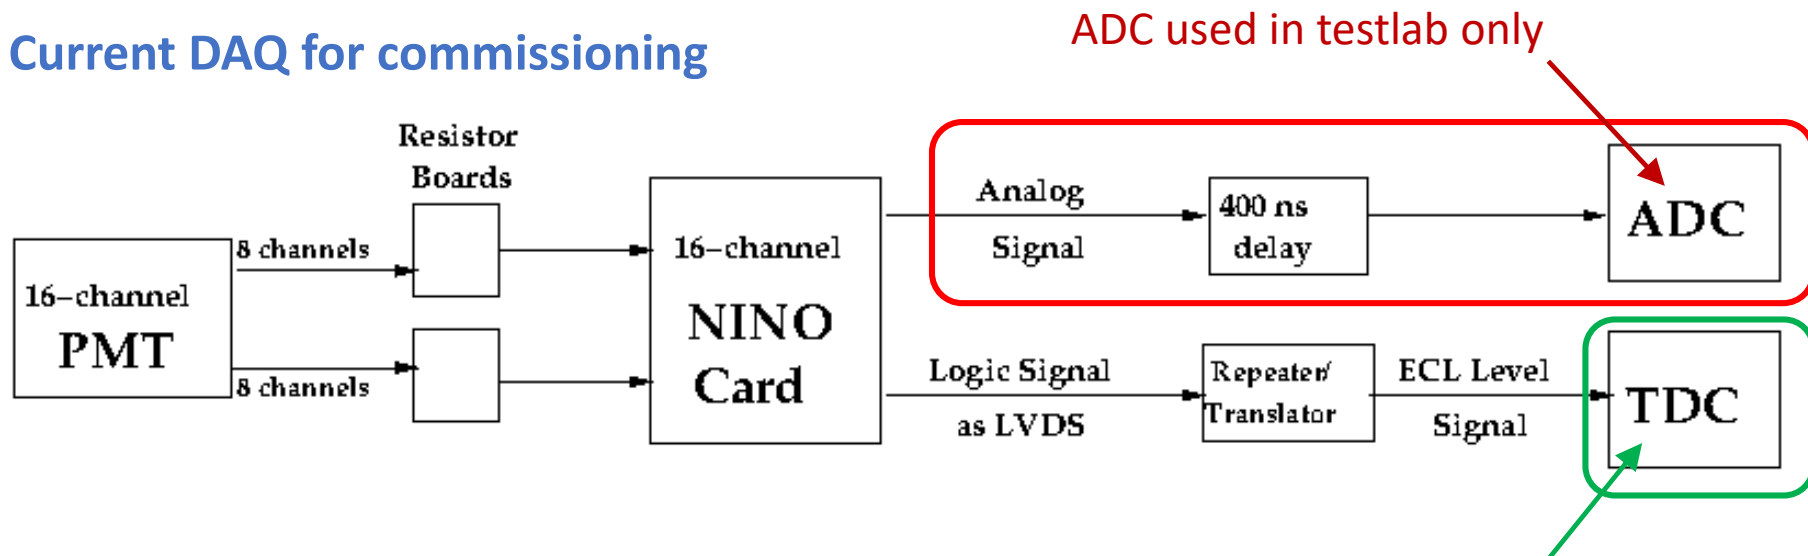 Current DAQ for commissioning
ADC used in testlab only
Resistor
Boards
16-channel
PMT
8 channels
8 channels
16-channel
NINO
Card
Analog
Signal
400 ns
delay
ADC
Logic Signal
as LVDS
Repeater/
Translator
ECL Level
Signal
TDC